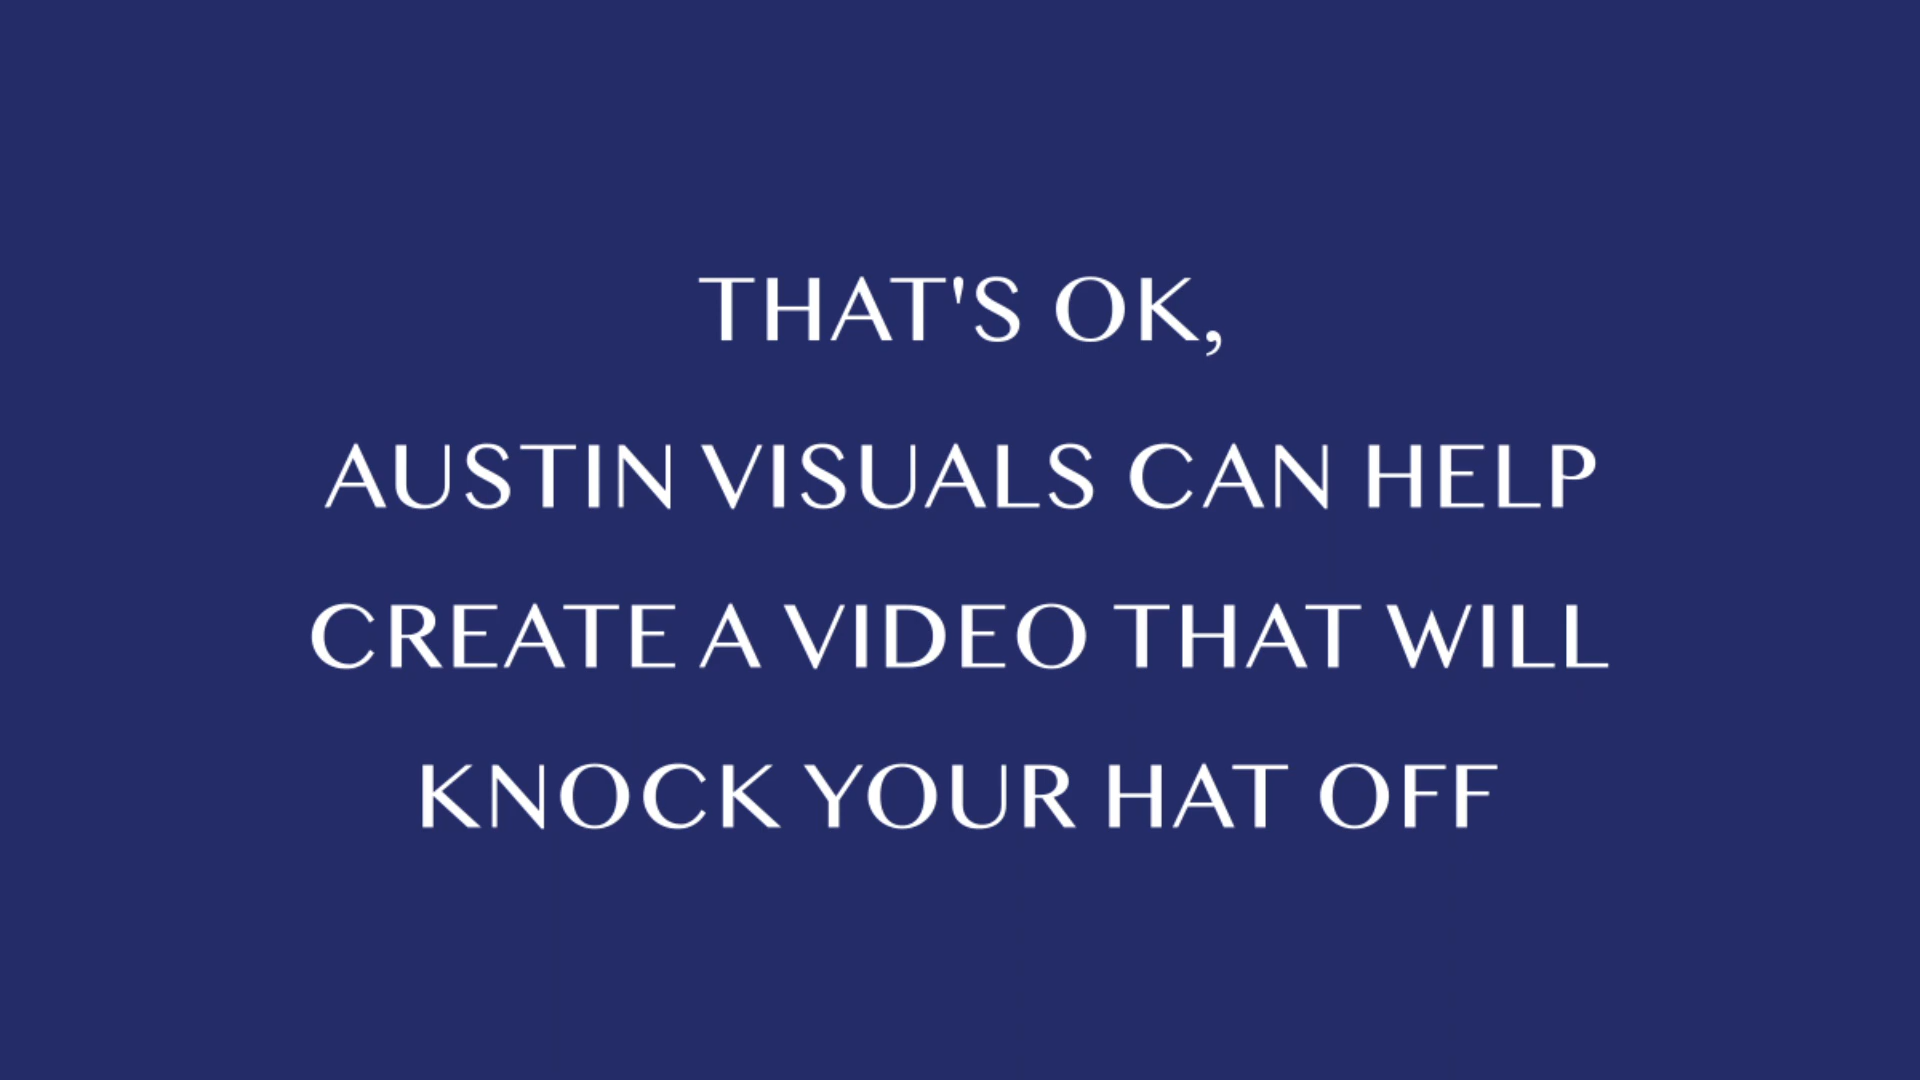 THAT'S OK,
AUSTIN VISUALS CAN HELP
CREATE A VIDEO THAT WILL
KNOCK YOUR HAT OFF